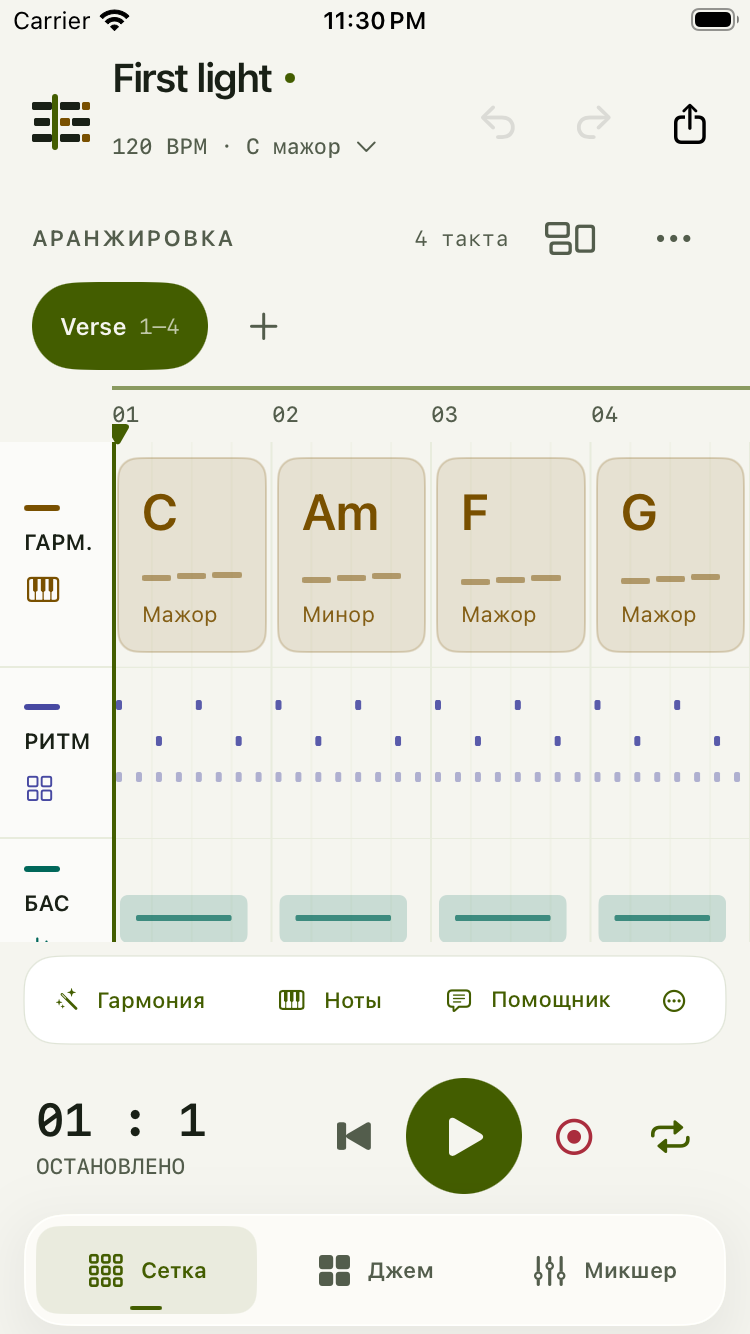 Carrier 11:30 PM
First light
120 BPM · C мажор
АРАНЖИРОВКА 4 такта
Verse 1—4
01 02 03 04
ГАРМ.
C Am F G
Мажор Минор Мажор Мажор
РИТМ
БАС
Гармония Ноты Помощник
01 : 1
ОСТАНОВЛЕНО
Сетка Джем Микшер